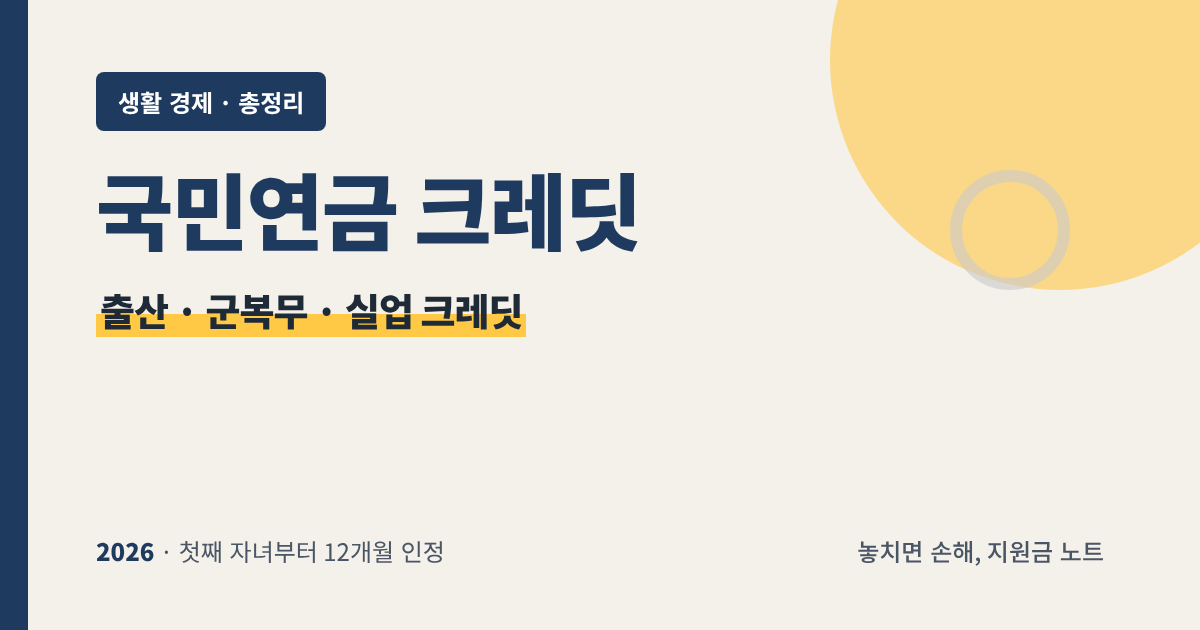 생활 경제 · 총정리
국민연금 크레딧
출산 · 군복무 · 실업 크레딧
2026 · 첫째 자녀부터 12개월 인정
놓치면 손해, 지원금 노트